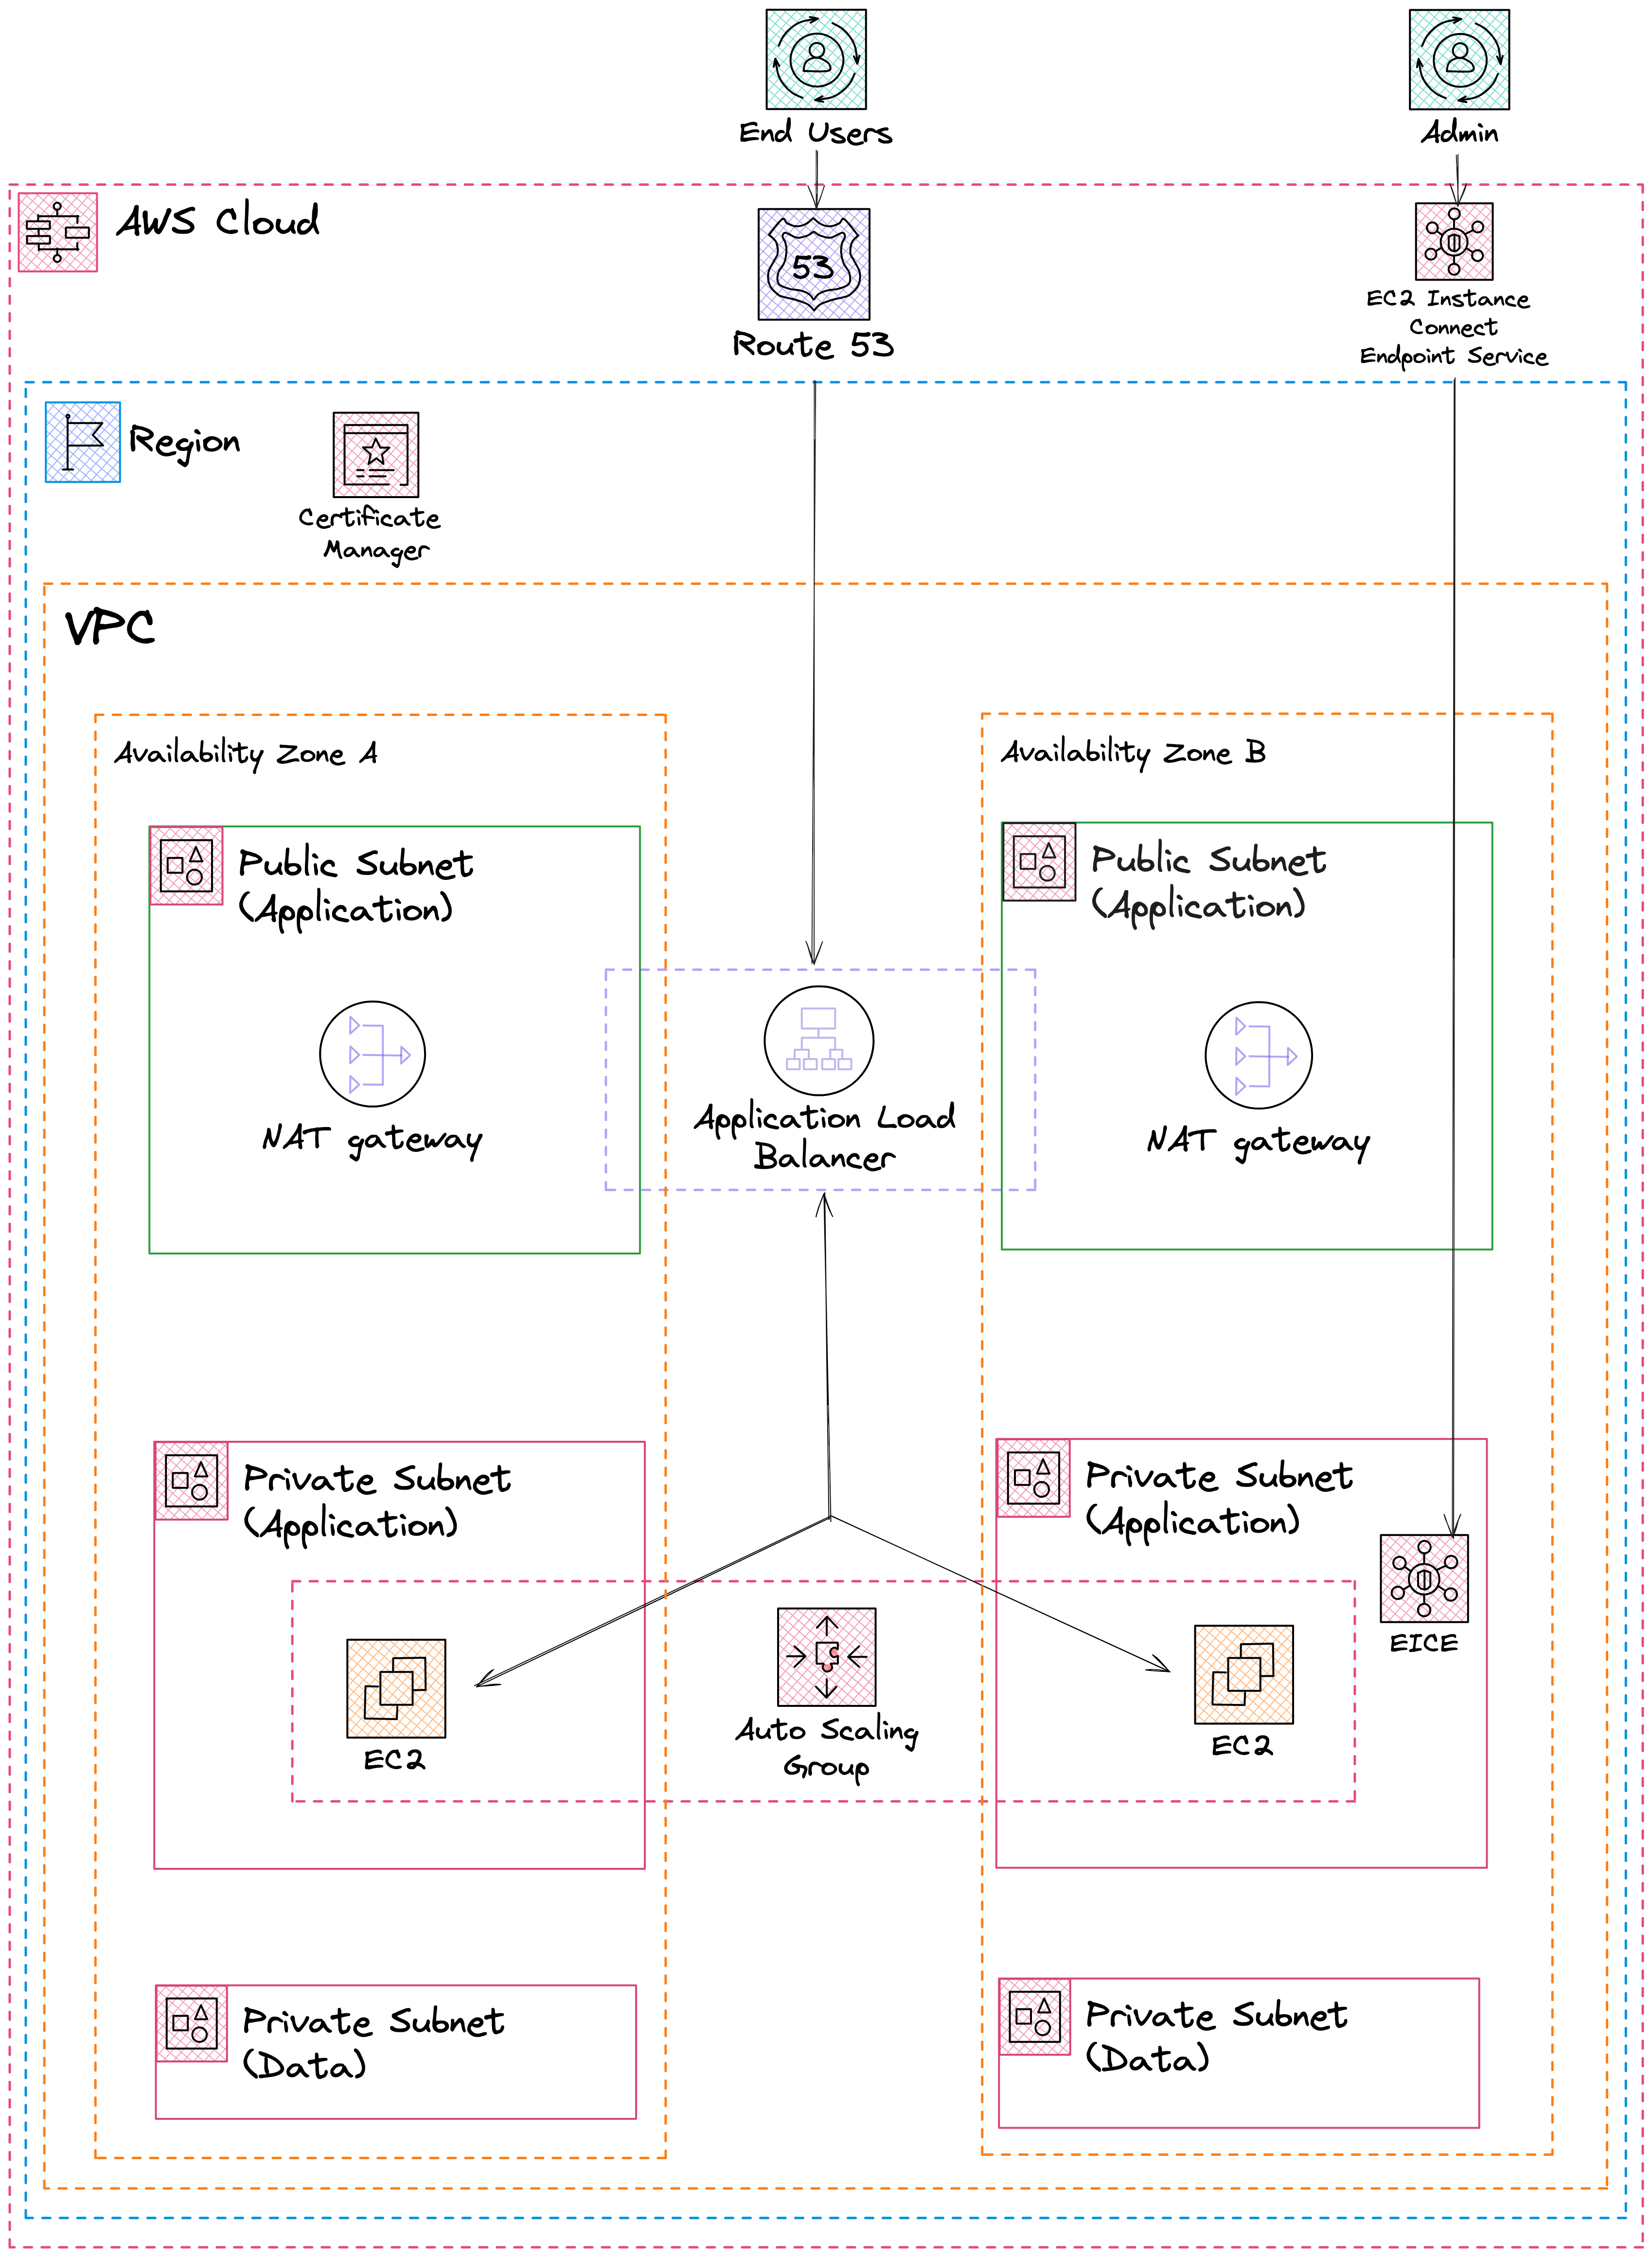 End Users
Admin
AWS Cloud
53
Route 53
EC2 Instance
Connect
Endpoint Service
Region
Certificate
Manager
VPC
Availability Zone A
Availability Zone B
Public Subnet
(Application)
Public Subnet
(Application)
NAT gateway
Application Load
Balancer
NAT gateway
Private Subnet
(Application)
Private Subnet
(Application)
EICE
EC2
Auto Scaling
Group
EC2
Private Subnet
(Data)
Private Subnet
(Data)